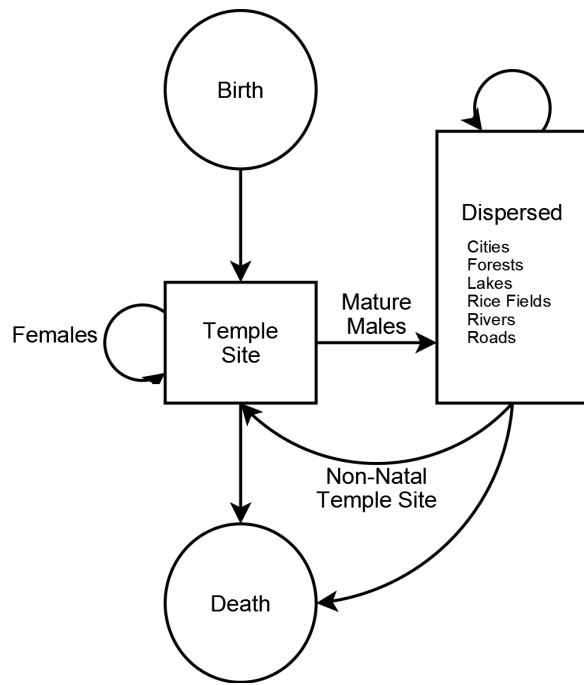 Birth
Dispersed
Cities
Forests
Lakes
Rice Fields
Rivers
Roads
Mature
Males
Females
Temple
Site
Non-Natal
Temple Site
Death